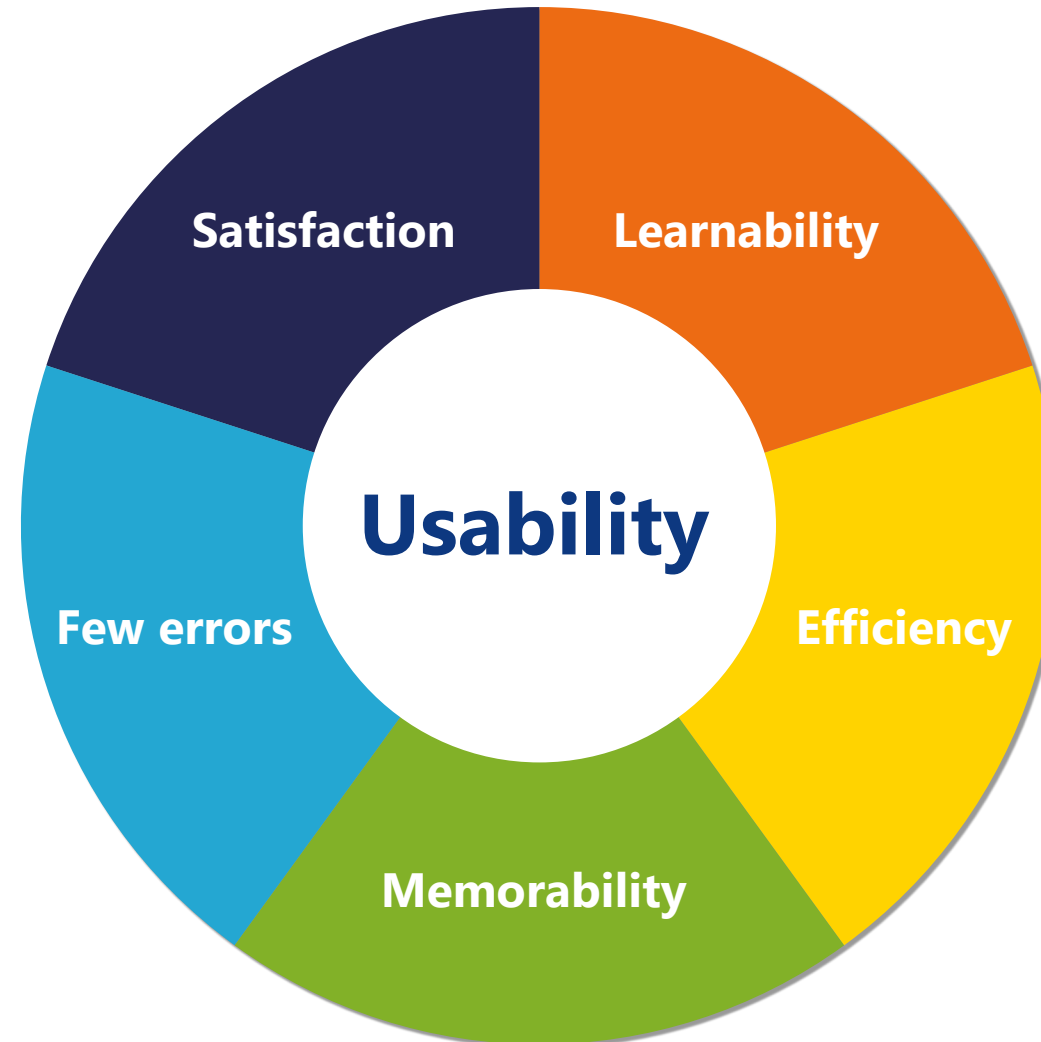 Satisfaction
Learnability
Usability
Few errors
Efficiency
Memorability